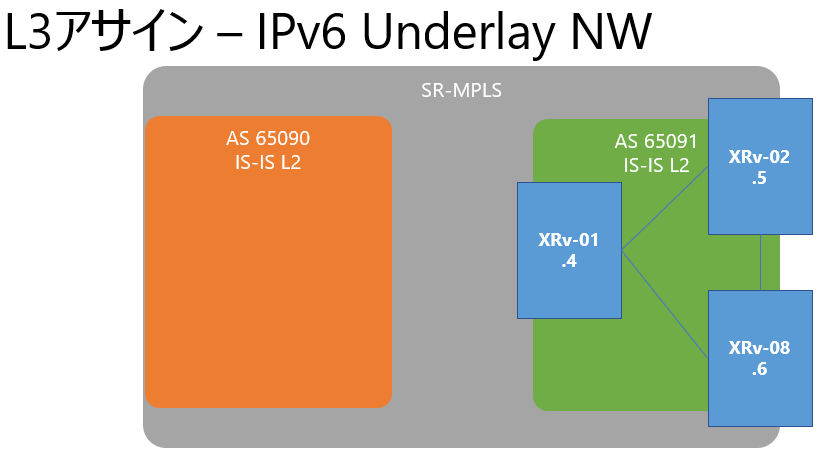 L3アサイン – IPv6 Underlay NW
SR-MPLS
AS 65090
IS-IS L2
AS 65091
IS-IS L2
XRv-02
.5
XRv-01
.4
XRv-08
.6